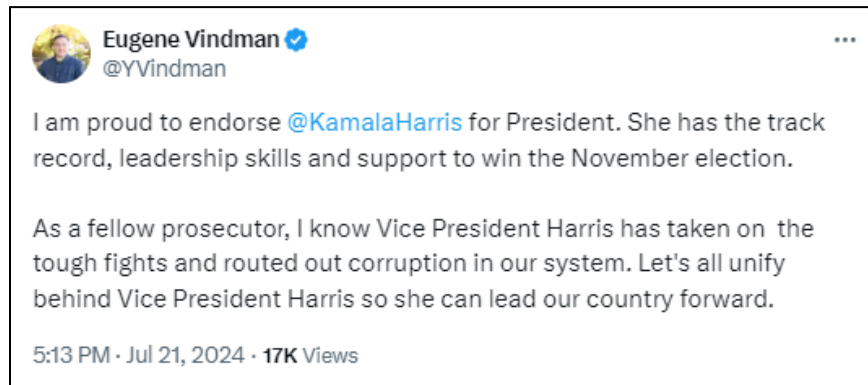 Eugene Vindman
@YVindman
I am proud to endorse @KamalaHarris for President. She has the track
record, leadership skills and support to win the November election.
As a fellow prosecutor, I know Vice President Harris has taken on  the
tough fights and routed out corruption in our system. Let's all unify
behind Vice President Harris so she can lead our country forward.
5:13 PM · Jul 21, 2024 · 17K Views